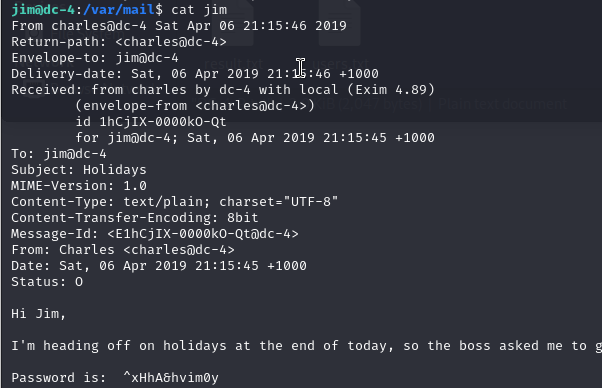 jim@dc-4:/var/mail$ cat jim
From charles@dc-4 Sat Apr 06 21:15:46 2019
Return-path: <charles@dc-4>
Envelope-to: jim@dc-4
Delivery-date: Sat, 06 Apr 2019 21:15:46 +1000
Received: from charles by dc-4 with local (Exim 4.89)
(envelope-from <charles@dc-4>)
id 1hCjIX-0000kO-Qt
for jim@dc-4; Sat, 06 Apr 2019 21:15:45 +1000
To: jim@dc-4
Subject: Holidays
MIME-Version: 1.0
Content-Type: text/plain; charset="UTF-8"
Content-Transfer-Encoding: 8bit
Message-Id: <E1hCjIX-0000kO-Qt@dc-4>
From: Charles <charles@dc-4>
Date: Sat, 06 Apr 2019 21:15:45 +1000
Status: O
Hi Jim,
I'm heading off on holidays at the end of today, so the boss asked me to g
Password is: ^xHhA&hvim0y